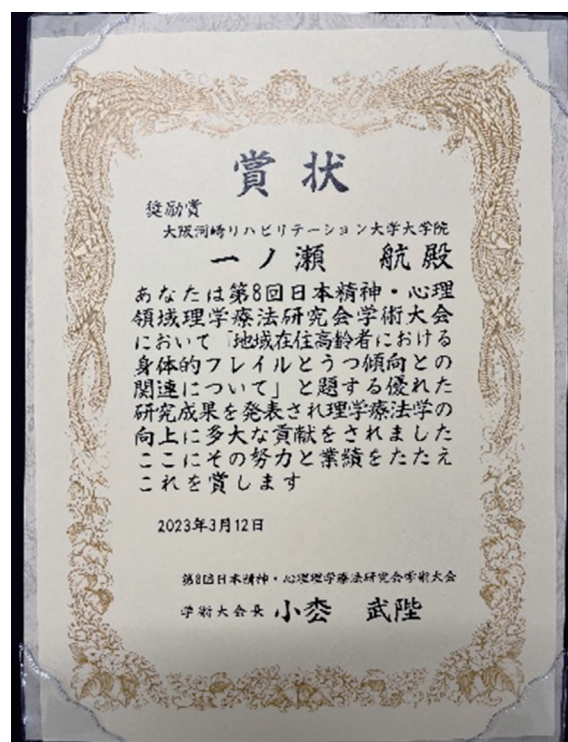 賞状
奨励賞
大阪河﨑リハビリテーション大学大学院
一ノ瀬　航殿
あなたは第8回日本精神・心理
領域理学療法研究会学術大会
において「地域在住高齢者における
身体的フレイルとうつ傾向との
関連について」と題する優れた
研究成果を発表され理学療法学の
向上に多大な貢献をされました
ここにその努力と業績をたたえ
これを賞します
2023年3月12日
第8回日本精神・心理理学療法研究会学術大会
学術大会長 小枩　武陛